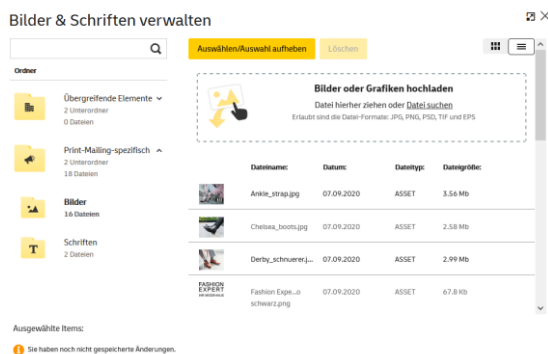 Bilder & Schriften verwalten
Auswählen/Auswahl aufheben
Löschen
Ordner
Übergreifende Elemente
2 Unterordner
0 Dateien
Print-Mailing-spezifisch
2 Unterordner
18 Dateien
Bilder
16 Dateien
Schriften
2 Dateien
Bilder oder Grafiken hochladen
Datei hierher ziehen oder Datei suchen
Erlaubt sind die Datei-Formate: JPG, PNG, PSD, TIF und EPS
Dateiname: Datum: Dateityp: Dateigröße:
Ankle_strap.jpg 07.09.2020 ASSET 3.56 Mb
Chelsea_boots.jpg 07.09.2020 ASSET 2.58 Mb
Derby_schnuerer.j... 07.09.2020 ASSET 2.99 Mb
FASHION
EXPERT
Fashion Expe...o 07.09.2020 ASSET 67.8 Kb
schwarz.png
Ausgewählte Items:
Sie haben noch nicht gespeicherte Änderungen.